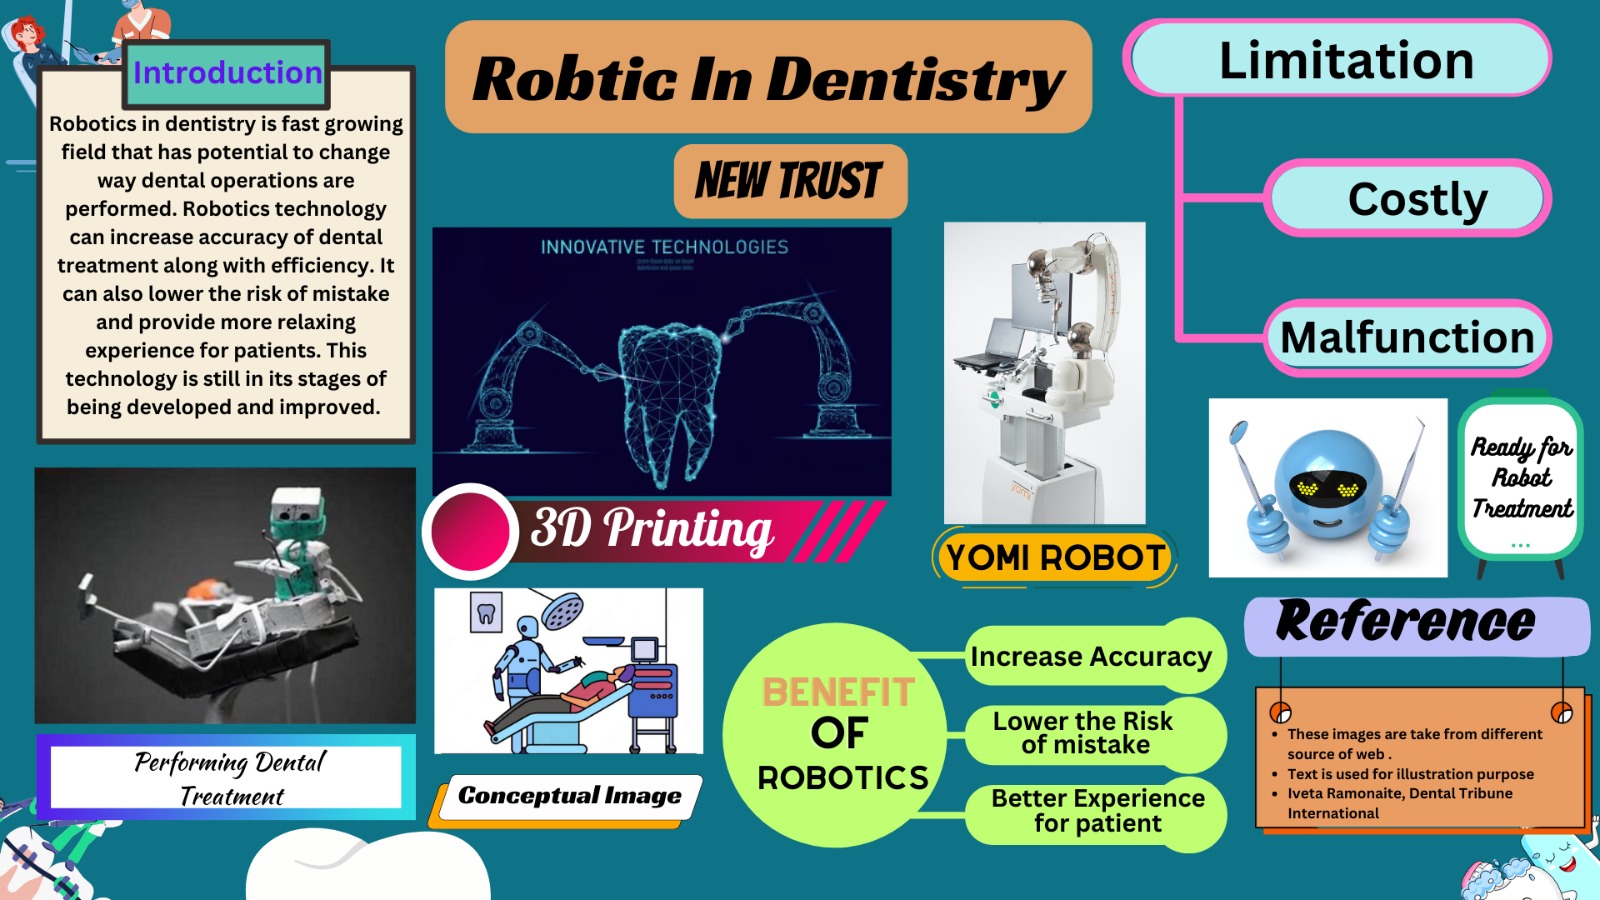 Robtic In Dentistry
NEW TRUST
Introduction
Robotics in dentistry is fast growing
field that has potential to change
way dental operations are
performed. Robotics technology
can increase accuracy of dental
treatment along with efficiency. It
can also lower the risk of mistake
and provide more relaxing
experience for patients. This
technology is still in its stages of
being developed and improved.
Performing Dental
Treatment
INNOVATIVE TECHNOLOGIES
3D Printing
Conceptual Image
yomi
YOMI ROBOT
BENEFIT
OF
ROBOTICS
Increase Accuracy
Lower the Risk
of mistake
Better Experience
for patient
Limitation
Costly
Malfunction
Ready for
Robot
Treatment
...
Reference
• These images are take from different
source of web .
• Text is used for illustration purpose
• Iveta Ramonaite, Dental Tribune
International